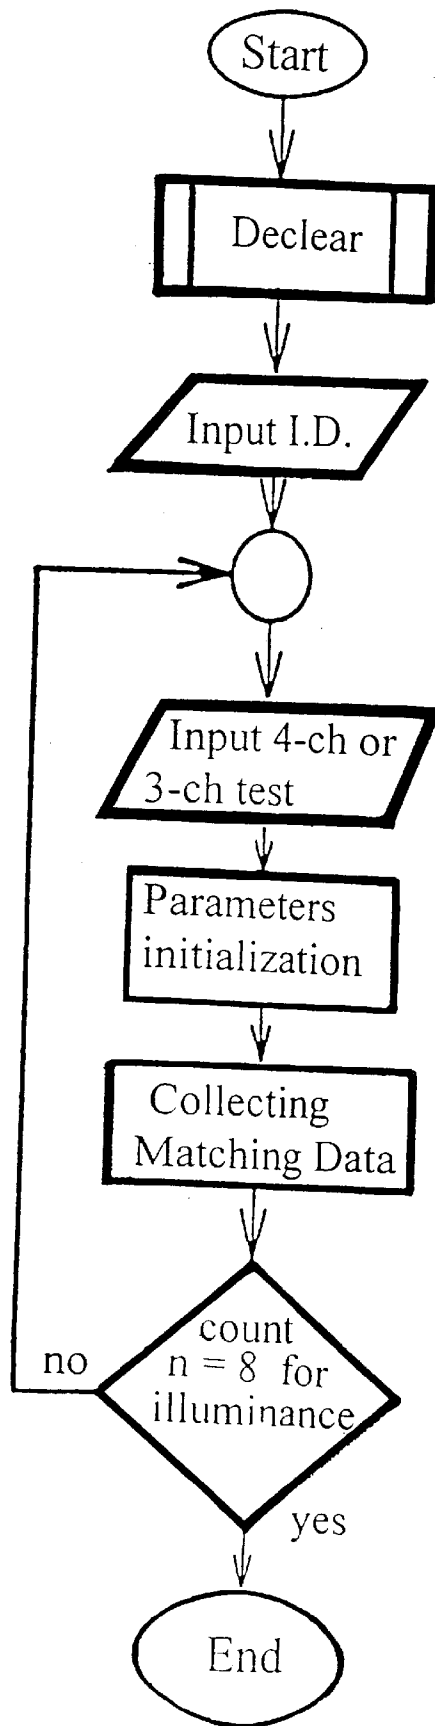 Start
Declear
Input I.D.
Input 4-ch or
3-ch test
Parameters
initialization
Collecting
Matching Data
count
n = 8 for
illuminance
no
yes
End